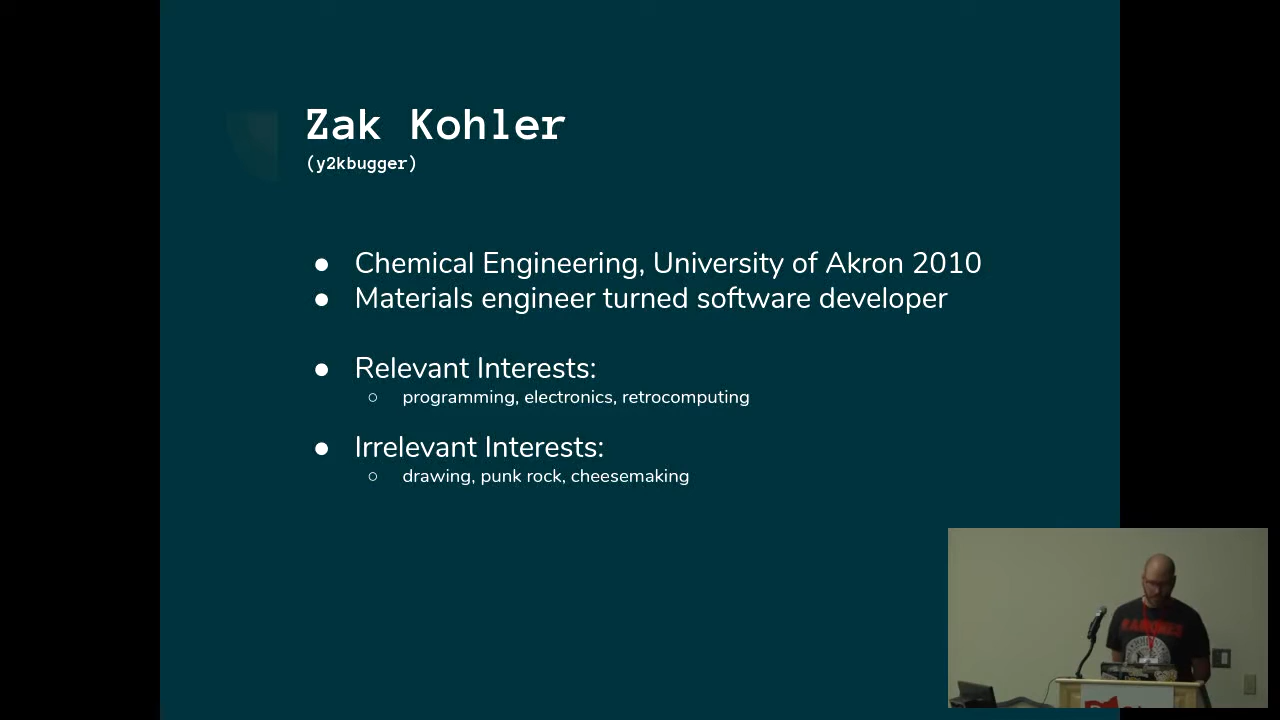 Zak Kohler
(y2kbugger)
● Chemical Engineering, University of Akron 2010
● Materials engineer turned software developer
● Relevant Interests:
○ programming, electronics, retrocomputing
● Irrelevant Interests:
○ drawing, punk rock, cheesemaking
RAMONES